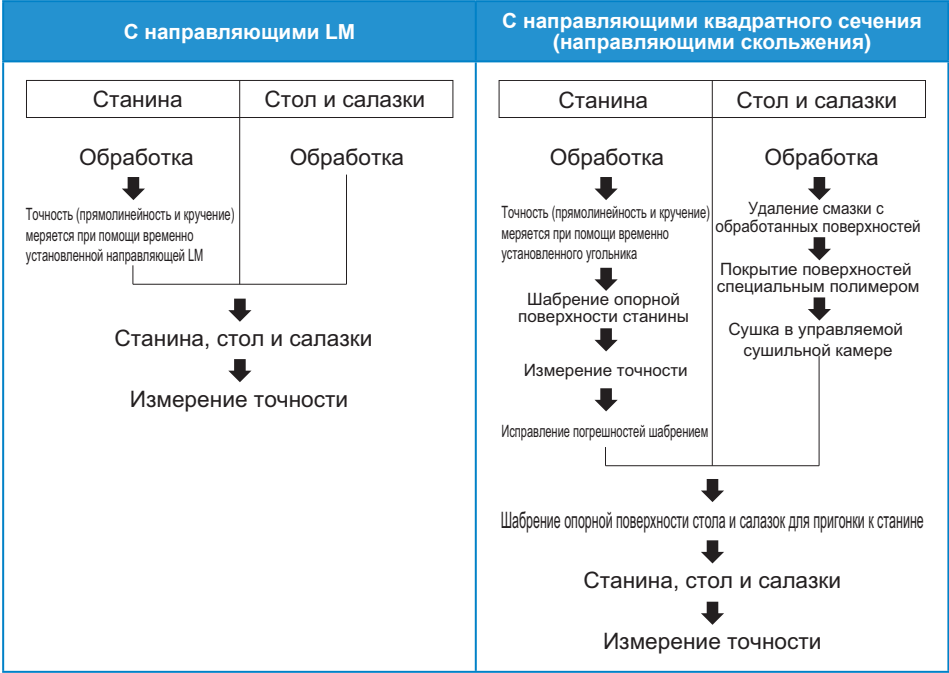 С направляющими LM
С направляющими квадратного сечения
(направляющими скольжения)
Станина
Стол и салазки
Обработка
Обработка
Точность (прямолинейность и кручение)
меряется при помощи временно
установленной направляющей LM
Станина, стол и салазки
Измерение точности
Станина
Стол и салазки
Обработка
Обработка
Точность (прямолинейность и кручение)
меряется при помощи временно
установленного угольника
Шабрение опорной
поверхности станины
Измерение точности
Исправление погрешностей шабрением
Удаление смазки с
обработанных поверхностей
Покрытие поверхностей
специальным полимером
Сушка в управляемой
сушильной камере
Шабрение опорной поверхности стола и салазок для пригонки к станине
Станина, стол и салазки
Измерение точности